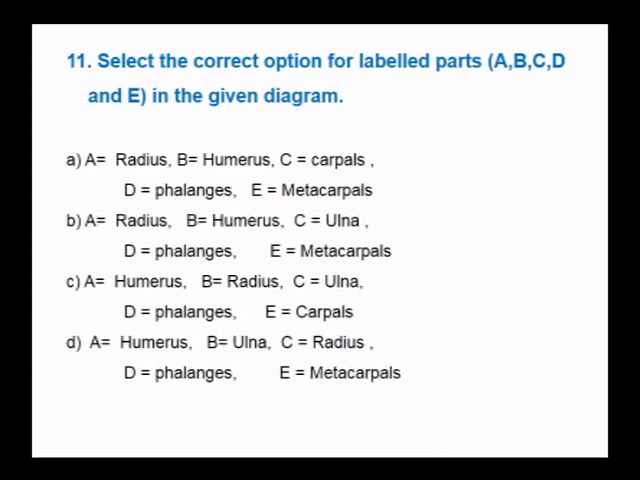 11. Select the correct option for labelled parts (A,B,C,D
and E) in the given diagram.
a) A= Radius, B= Humerus, C = carpals ,
D = phalanges, E = Metacarpals
b) A= Radius, B= Humerus, C = Ulna ,
D = phalanges, E = Metacarpals
c) A= Humerus, B= Radius, C = Ulna,
D = phalanges, E = Carpals
d) A= Humerus, B= Ulna, C = Radius ,
D = phalanges, E = Metacarpals